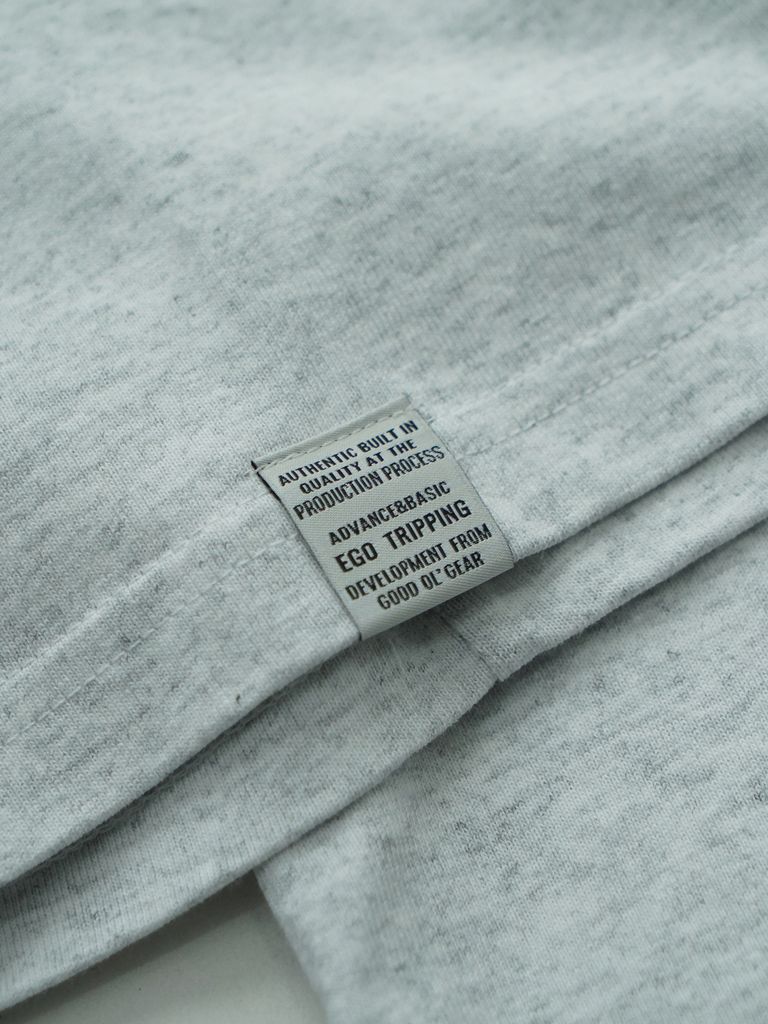 AUTHENTIC BUILT IN
QUALITY AT THE
PRODUCTION PROCESS
ADVANCE&BASIC
EGO TRIPPING
DEVELOPMENT FROM
GOOD OL' GEAR